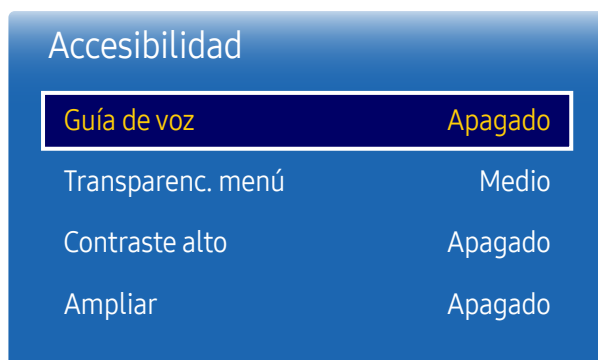 Accesibilidad
Guía de voz Apagado
Transparenc. menú Medio
Contraste alto Apagado
Ampliar Apagado